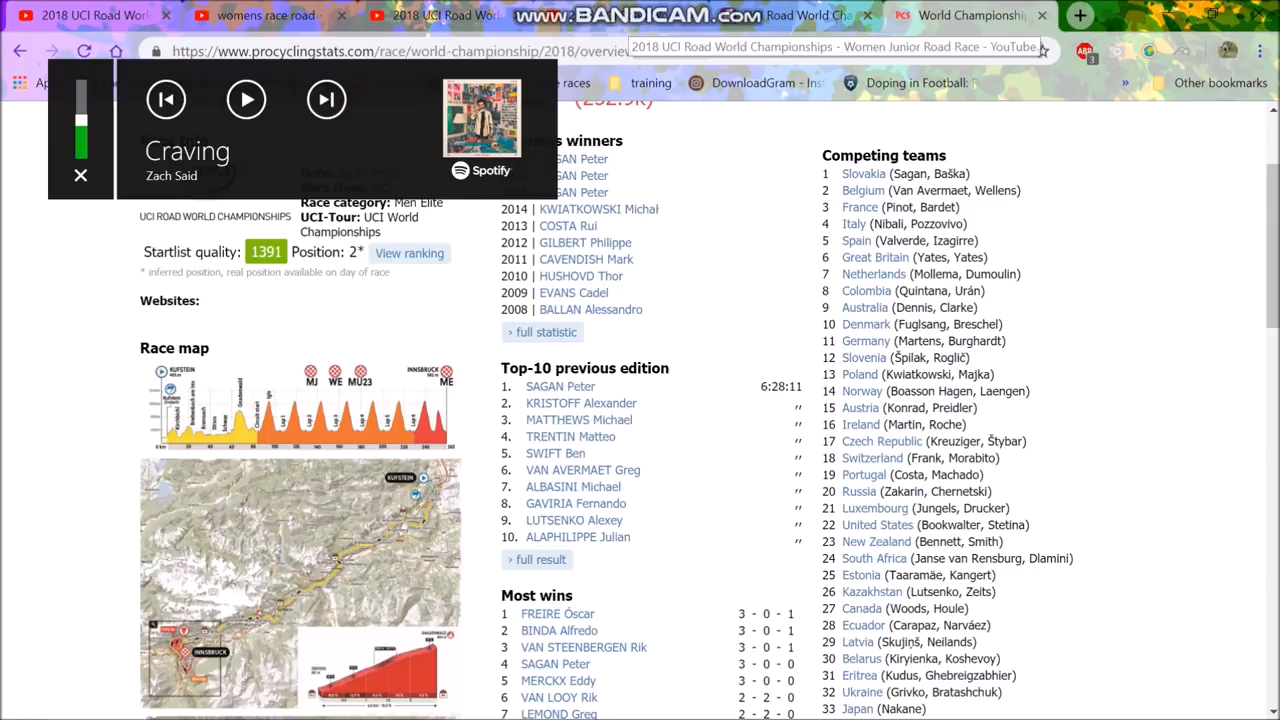 2018 UCI Road World
womens race road
2018 UCI Road World
www.BANDICAM.com
Road World Cha
PCS World Championship
https://www.procyclingstats.com/race/world-championship/2018/overview
2018 UCI Road World Championships - Women Junior Road Race - YouTube
ABP
3
races
training
DownloadGram - Ins
Doping in Football:
»
Other bookmarks
Craving
Zach Said
Spotify
Race category: Men Elite
UCI-Tour: UCI World
Championships
UCI ROAD WORLD CHAMPIONSHIPS
Startlist quality: 1391 Position: 2* View ranking
* inferred position, real position available on day of race
Websites:
Race map
KUFSTEIN
MJ
WE
MU23
INNSBRUCK
ME
KUFSTEIN
INNSBRUCK
winners
SAGAN Peter
SAGAN Peter
SAGAN Peter
2014 | KWIATKOWSKI Michał
2013 | COSTA Rui
2012 | GILBERT Philippe
2011 | CAVENDISH Mark
2010 | HUSHOVD Thor
2009 | EVANS Cadel
2008 | BALLAN Alessandro
› full statistic
Top-10 previous edition
1. SAGAN Peter 6:28:11
2. KRISTOFF Alexander ,,
3. MATTHEWS Michael ,,
4. TRENTIN Matteo ,,
5. SWIFT Ben ,,
6. VAN AVERMAET Greg ,,
7. ALBASINI Michael ,,
8. GAVIRIA Fernando ,,
9. LUTSENKO Alexey ,,
10. ALAPHILIPPE Julian ,,
› full result
Most wins
1 FREIRE Óscar 3 - 0 - 1
2 BINDA Alfredo 3 - 0 - 1
3 VAN STEENBERGEN Rik 3 - 0 - 1
4 SAGAN Peter 3 - 0 - 0
5 MERCKX Eddy 3 - 0 - 0
6 VAN LOOY Rik 2 - 2 - 0
7 LEMOND Greg 2 - 2 - 0
Competing teams
1 Slovakia (Sagan, Baška)
2 Belgium (Van Avermaet, Wellens)
3 France (Pinot, Bardet)
4 Italy (Nibali, Pozzovivo)
5 Spain (Valverde, Izagirre)
6 Great Britain (Yates, Yates)
7 Netherlands (Mollema, Dumoulin)
8 Colombia (Quintana, Urán)
9 Australia (Dennis, Clarke)
10 Denmark (Fuglsang, Breschel)
11 Germany (Martens, Burghardt)
12 Slovenia (Špilak, Roglič)
13 Poland (Kwiatkowski, Majka)
14 Norway (Boasson Hagen, Laengen)
15 Austria (Konrad, Preidler)
16 Ireland (Martin, Roche)
17 Czech Republic (Kreuziger, Štybar)
18 Switzerland (Frank, Morabito)
19 Portugal (Costa, Machado)
20 Russia (Zakarin, Chernetski)
21 Luxembourg (Jungels, Drucker)
22 United States (Bookwalter, Stetina)
23 New Zealand (Bennett, Smith)
24 South Africa (Janse van Rensburg, Dlamini)
25 Estonia (Taaramäe, Kangert)
26 Kazakhstan (Lutsenko, Zeits)
27 Canada (Woods, Houle)
28 Ecuador (Carapaz, Narváez)
29 Latvia (Skujiņš, Neilands)
30 Belarus (Kiryienka, Koshevoy)
31 Eritrea (Kudus, Ghebreigzabhier)
32 Ukraine (Grivko, Bratashchuk)
33 Japan (Nakane)